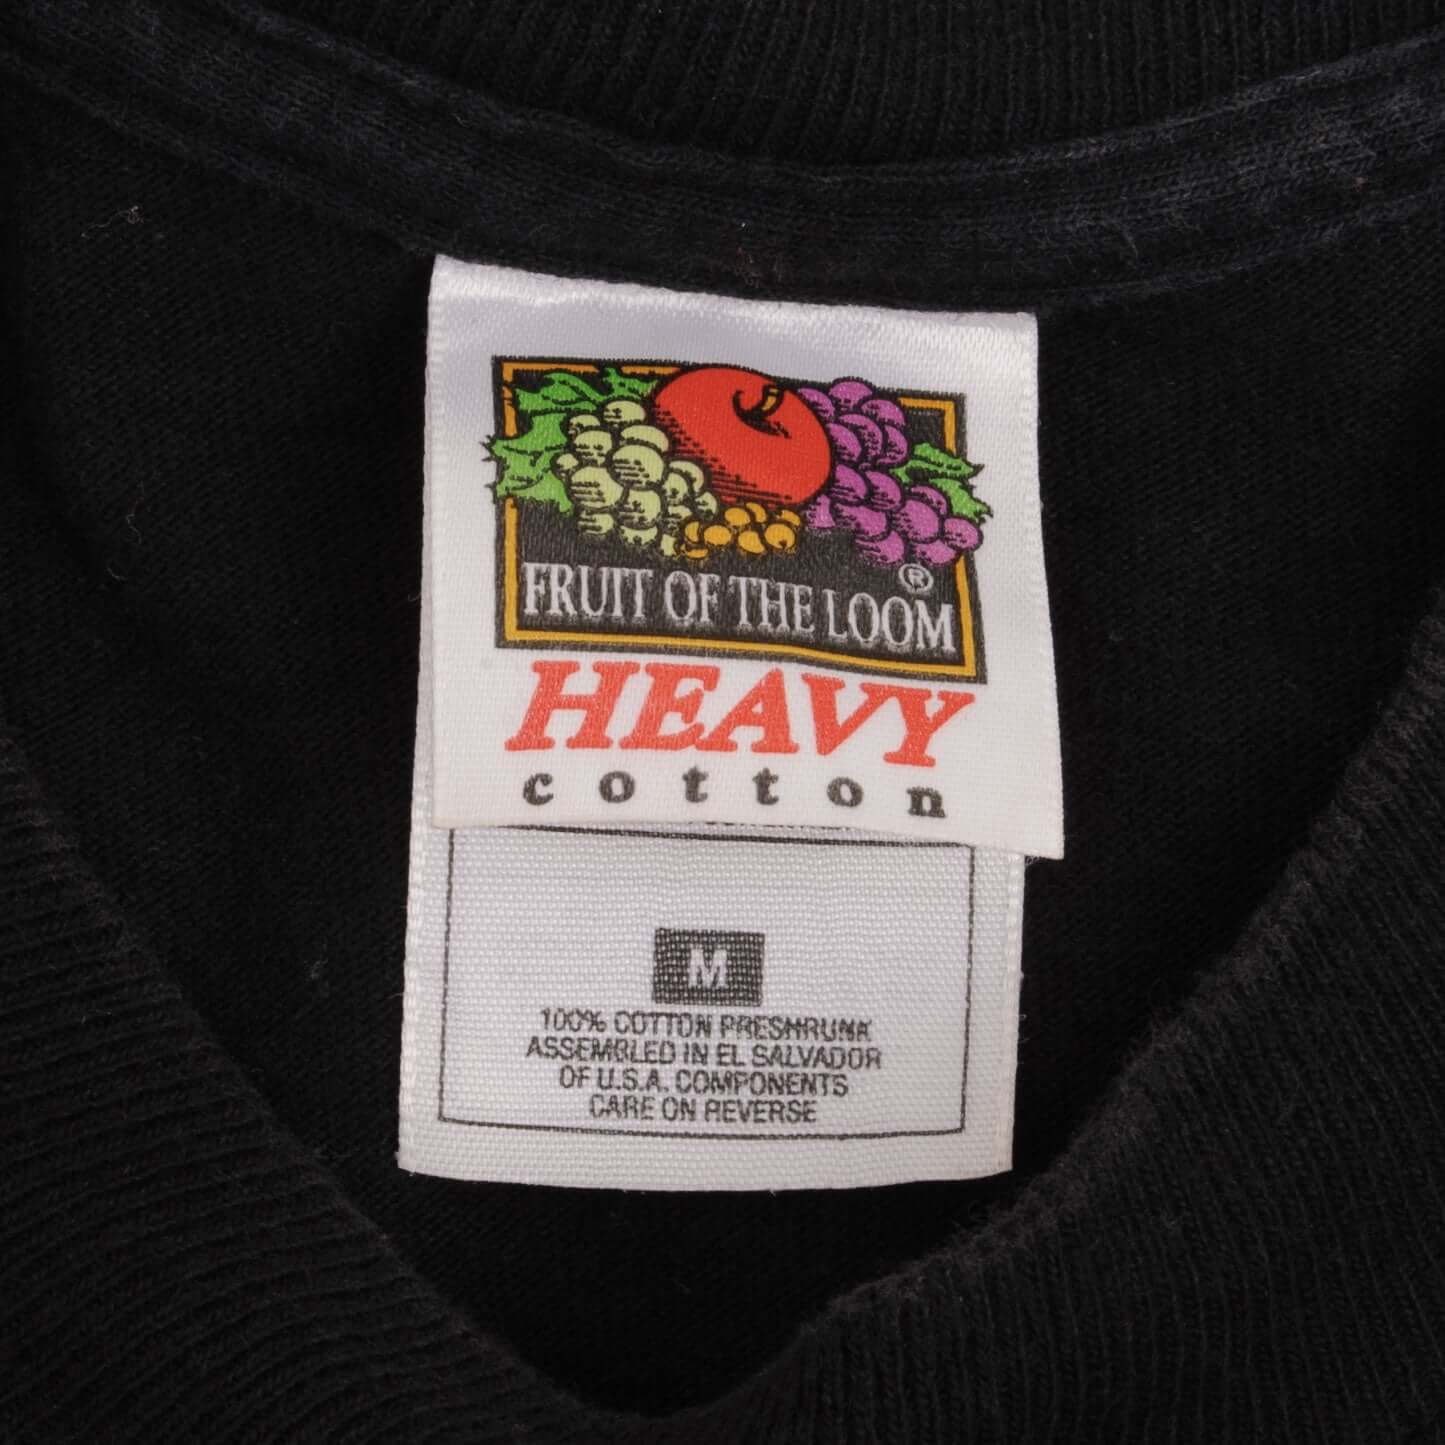 FRUIT OF THE LOOM ®
HEAVY
cotton
M
100% COTTON PRESHRUNK
ASSEMBLED IN EL SALVADOR
OF U.S.A. COMPONENTS
CARE ON REVERSE